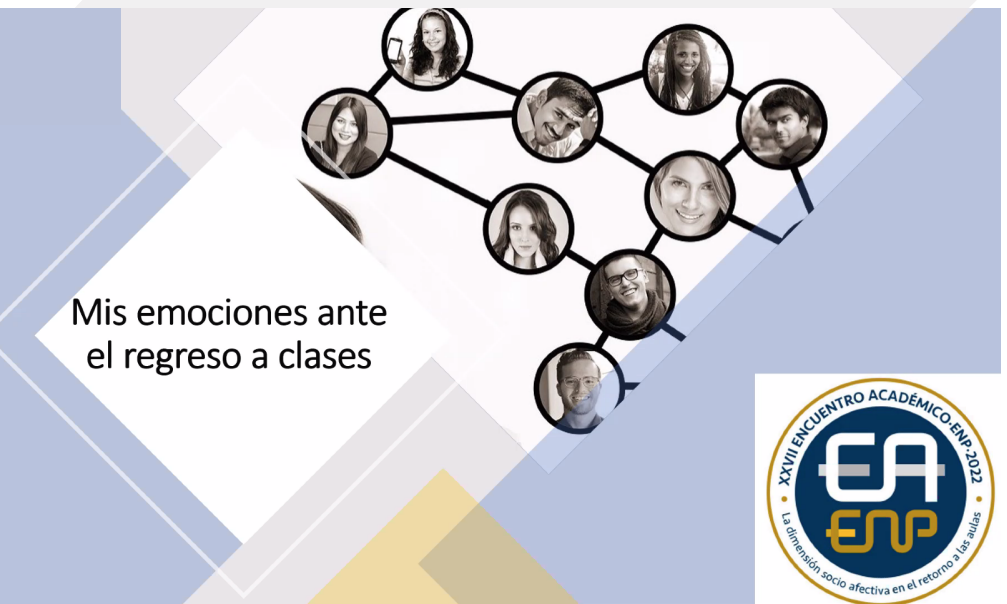 Mis emociones ante
el regreso a clases
XXVII ENCUENTRO ACADÉMICO·ENP·2022
EA
ENP
La dimensión socio afectiva en el retorno a las aulas